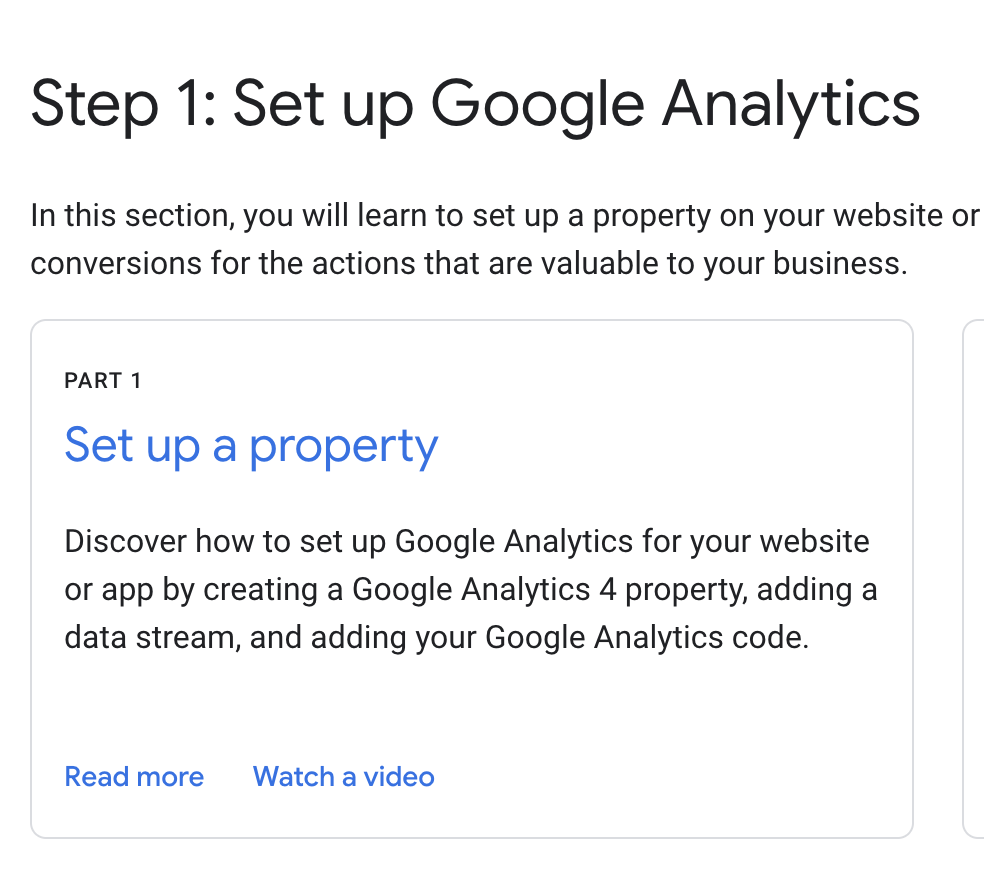 Step 1: Set up Google Analytics
In this section, you will learn to set up a property on your website or
conversions for the actions that are valuable to your business.
PART 1
Set up a property
Discover how to set up Google Analytics for your website
or app by creating a Google Analytics 4 property, adding a
data stream, and adding your Google Analytics code.
Read more Watch a video